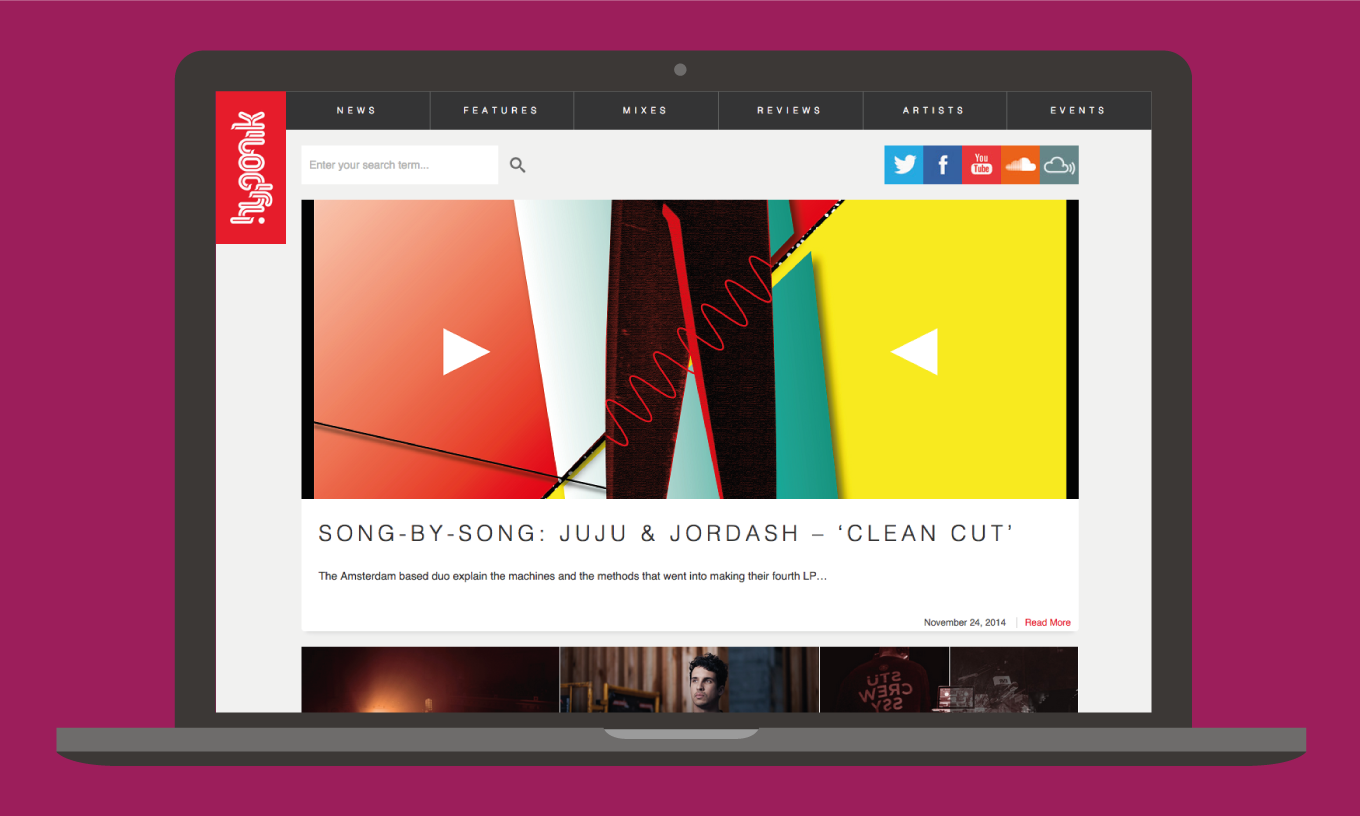 hyponik
NEWS
FEATURES
MIXES
REVIEWS
ARTISTS
EVENTS
Enter your search term...
You
Tube
SONG-BY-SONG: JUJU & JORDASH – ‘CLEAN CUT’
The Amsterdam based duo explain the machines and the methods that went into making their fourth LP…
November 24, 2014
Read More
STU
CREW
SSY